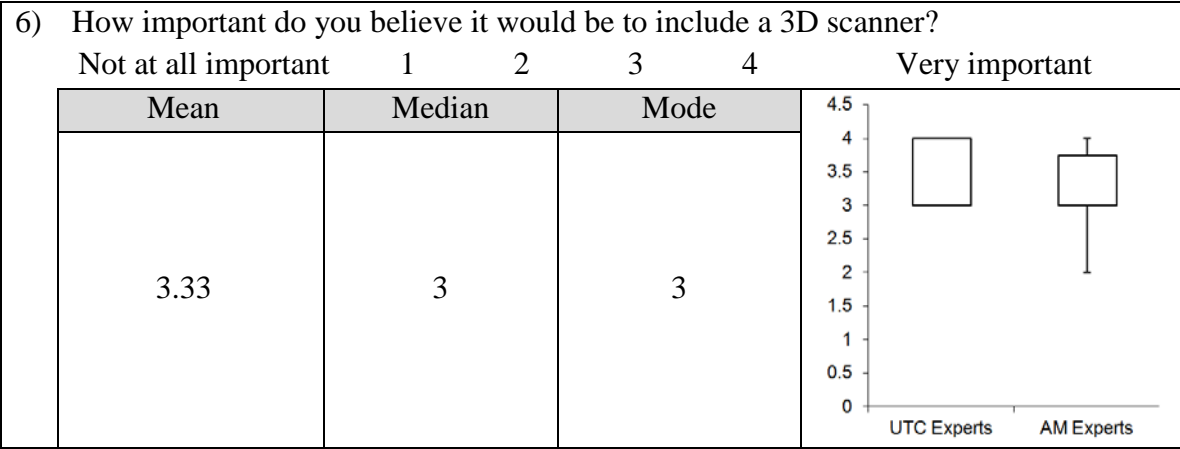 6) How important do you believe it would be to include a 3D scanner?
Not at all important 1 2 3 4 Very important
Mean Median Mode
3.33 3 3
4.5
4
3.5
3
2.5
2
1.5
1
0.5
0
UTC Experts AM Experts